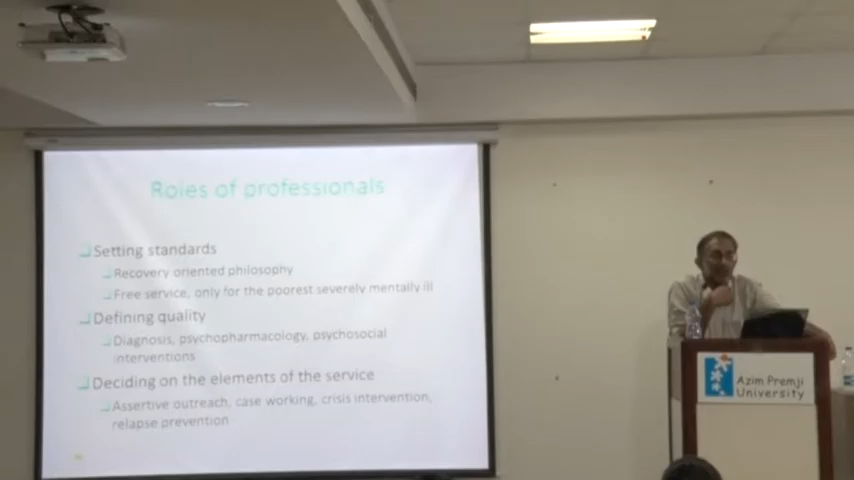 Roles of professionals
Setting standards
Recovery oriented philosophy
Free service, only for the poorest severely mentally ill
Defining quality
Diagnosis, psychopharmacology, psychosocial
interventions
Deciding on the elements of the service
Assertive outreach, case working, crisis intervention,
relapse prevention
Azim Premji
University